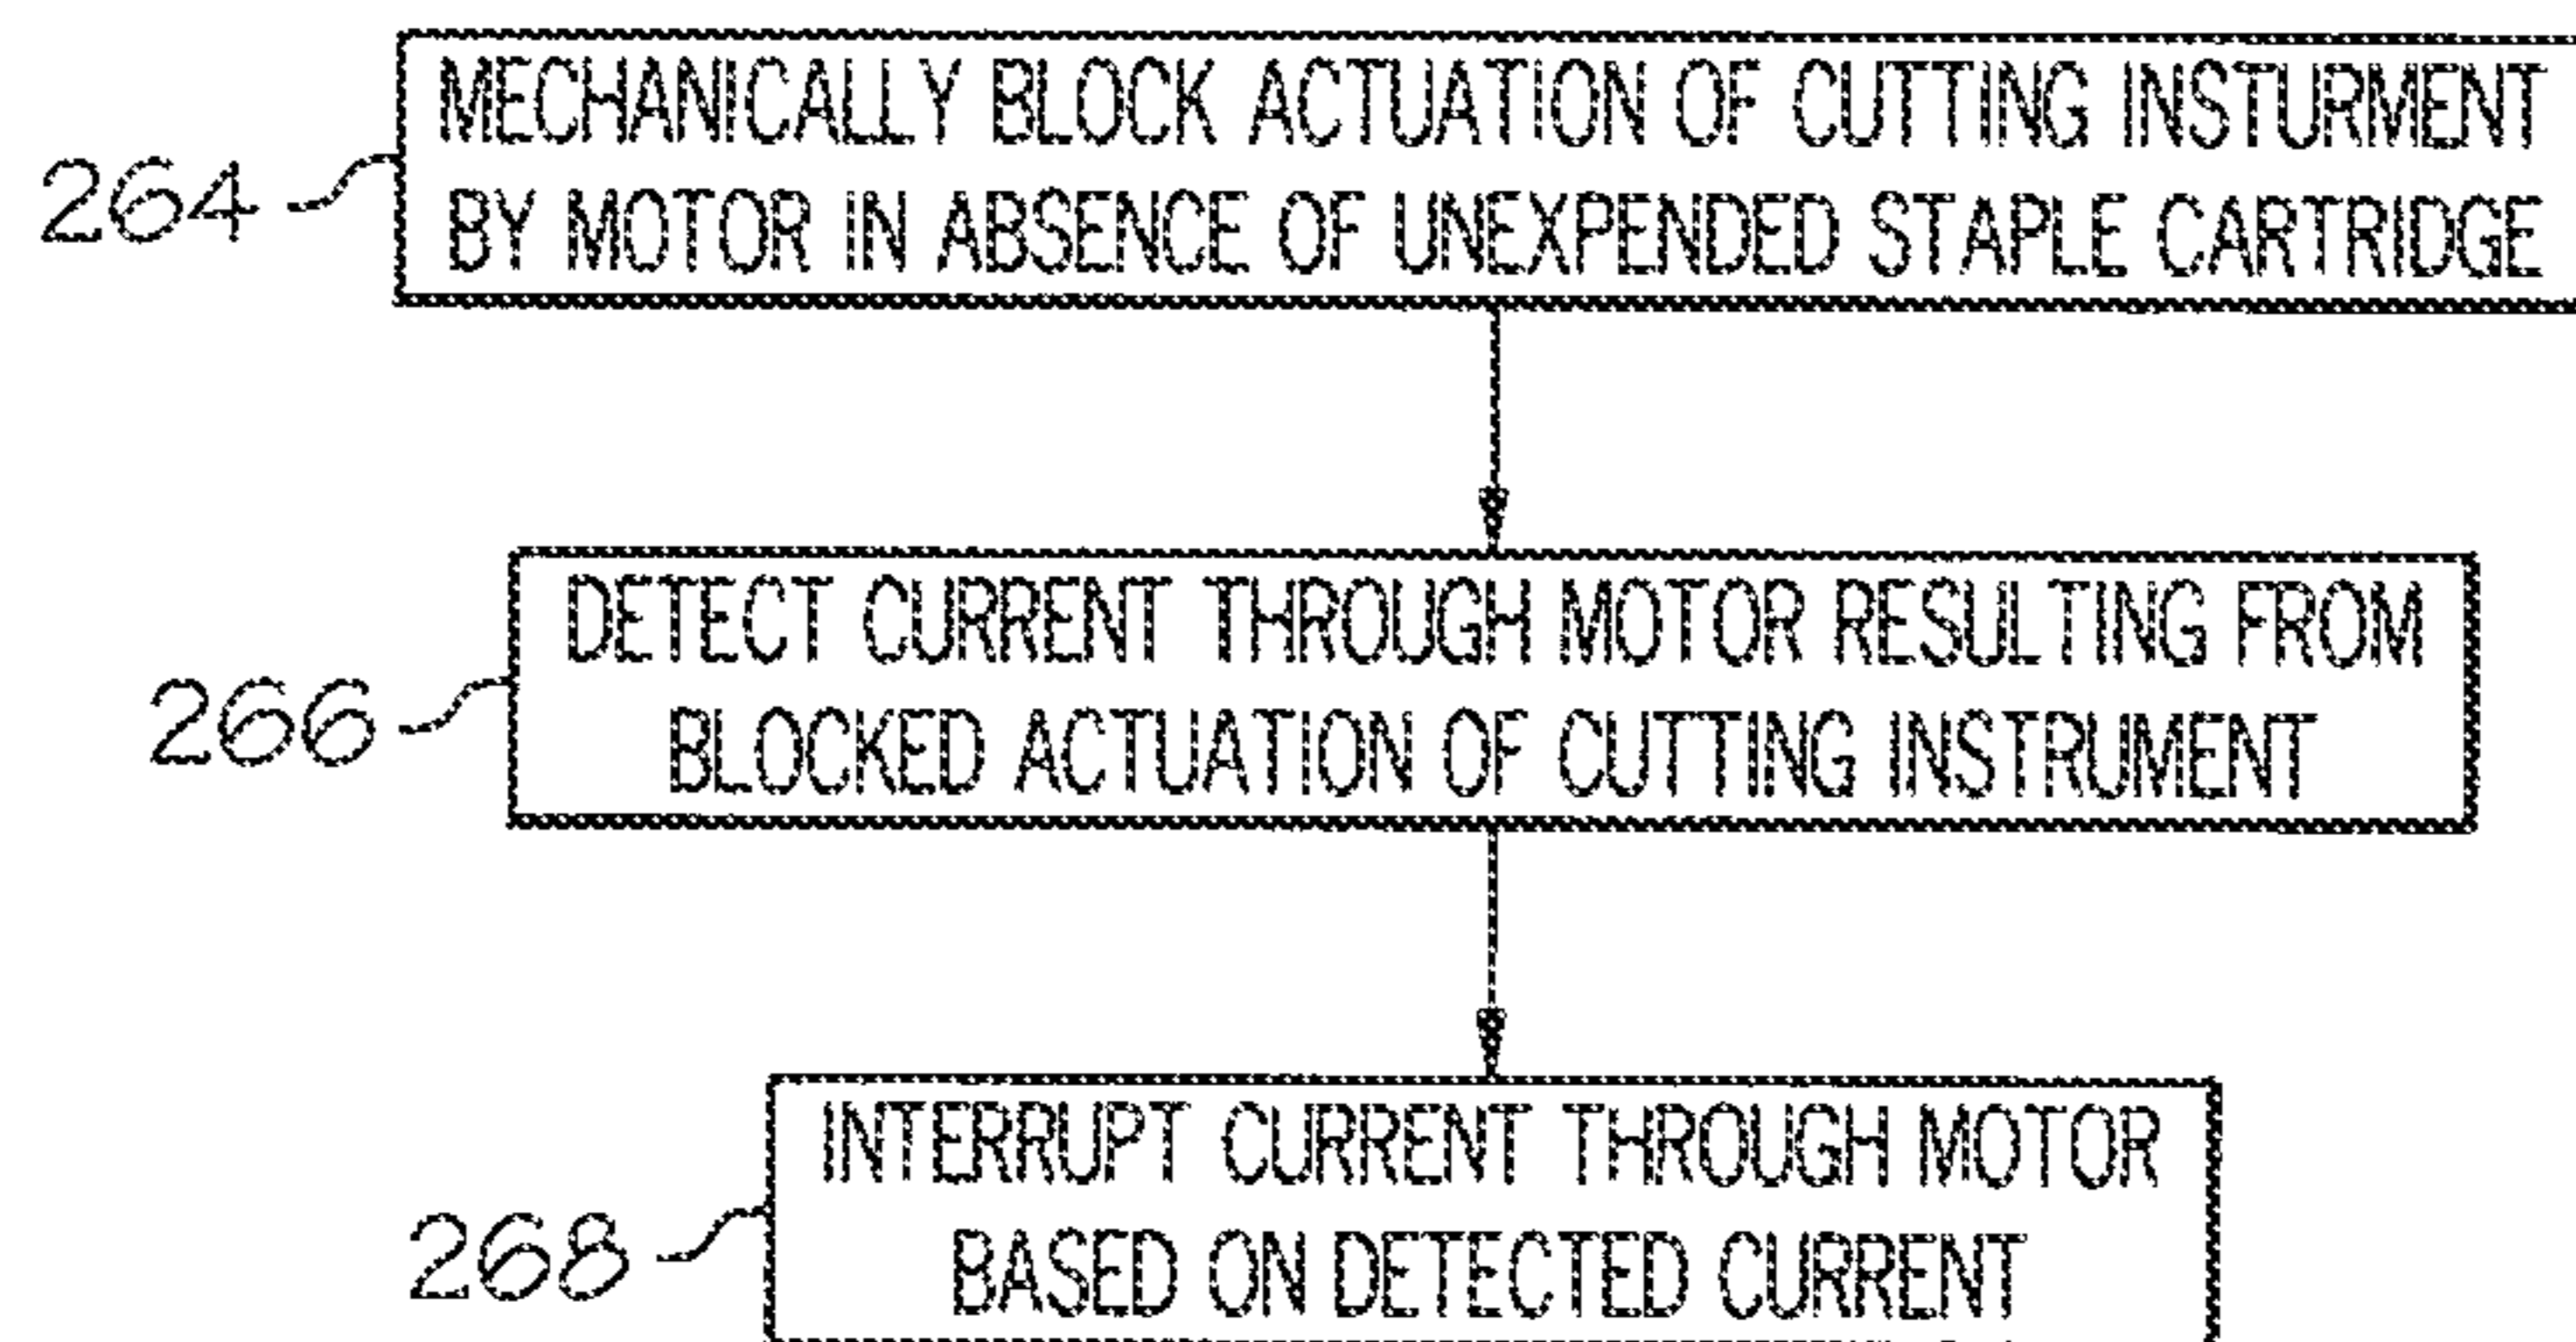 MECHANICALLY BLOCK ACTUATION OF CUTTING INSTURMENT
264
BY MOTOR IN ABSENCE OF UNEXPENDED STAPLE CARTRIDGE
DETECT CURRENT THROUGH MOTOR RESULTING FROM
266
BLOCKED ACTUATION OF CUTTING INSTRUMENT
INTERRUPT CURRENT THROUGH MOTOR
268
BASED ON DETECTED CURRENT